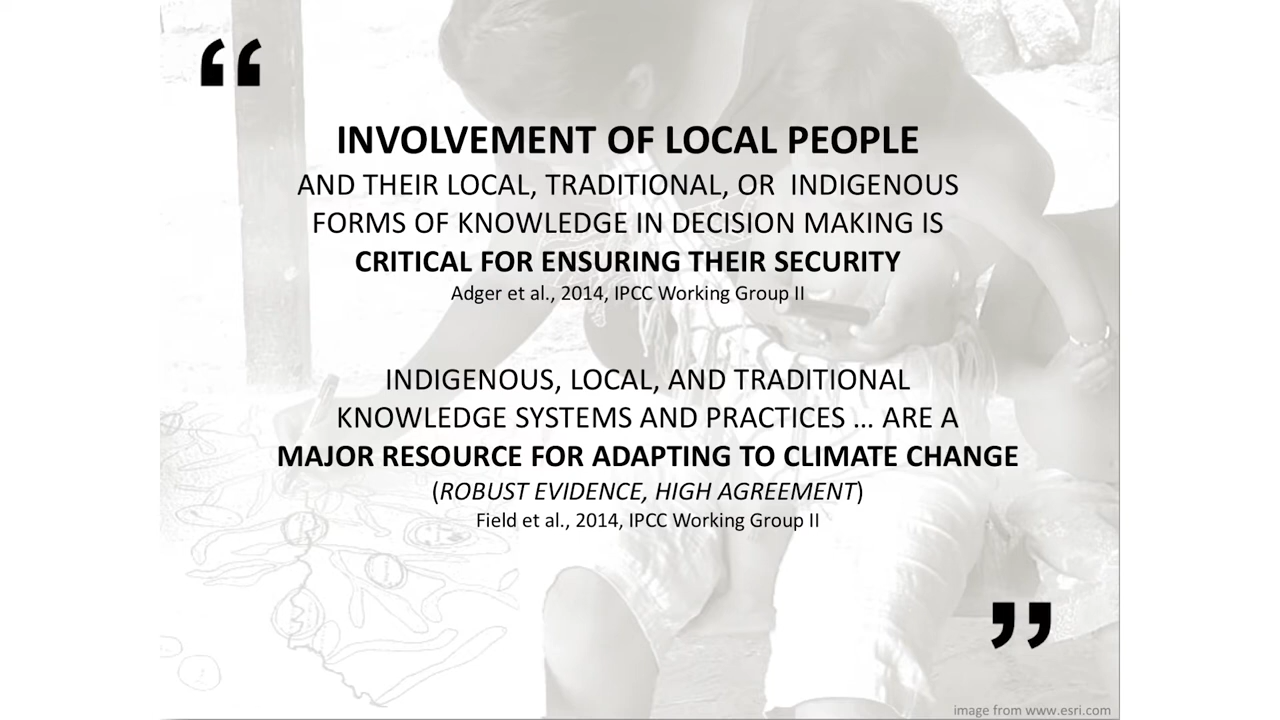 “
INVOLVEMENT OF LOCAL PEOPLE
AND THEIR LOCAL, TRADITIONAL, OR INDIGENOUS
FORMS OF KNOWLEDGE IN DECISION MAKING IS
CRITICAL FOR ENSURING THEIR SECURITY
Adger et al., 2014, IPCC Working Group II
INDIGENOUS, LOCAL, AND TRADITIONAL
KNOWLEDGE SYSTEMS AND PRACTICES … ARE A
MAJOR RESOURCE FOR ADAPTING TO CLIMATE CHANGE
(ROBUST EVIDENCE, HIGH AGREEMENT)
Field et al., 2014, IPCC Working Group II
”
image from www.esri.com